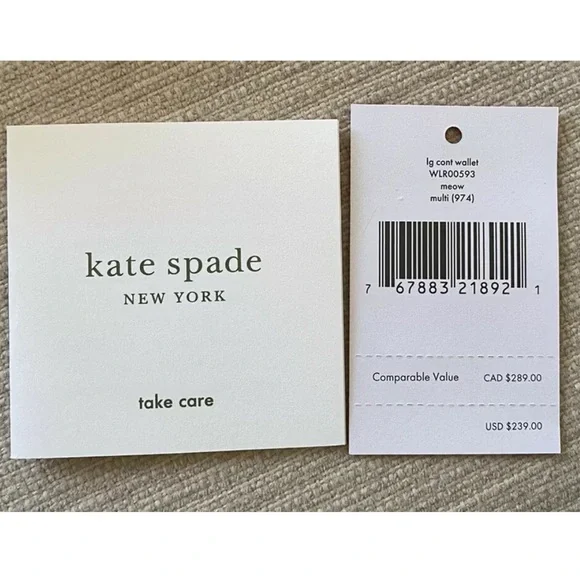 kate spade
NEW YORK
take care
lg cont wallet
WLR00593
meow
multi (974)
7 67883 21892 1
Comparable Value CAD $289.00
USD $239.00